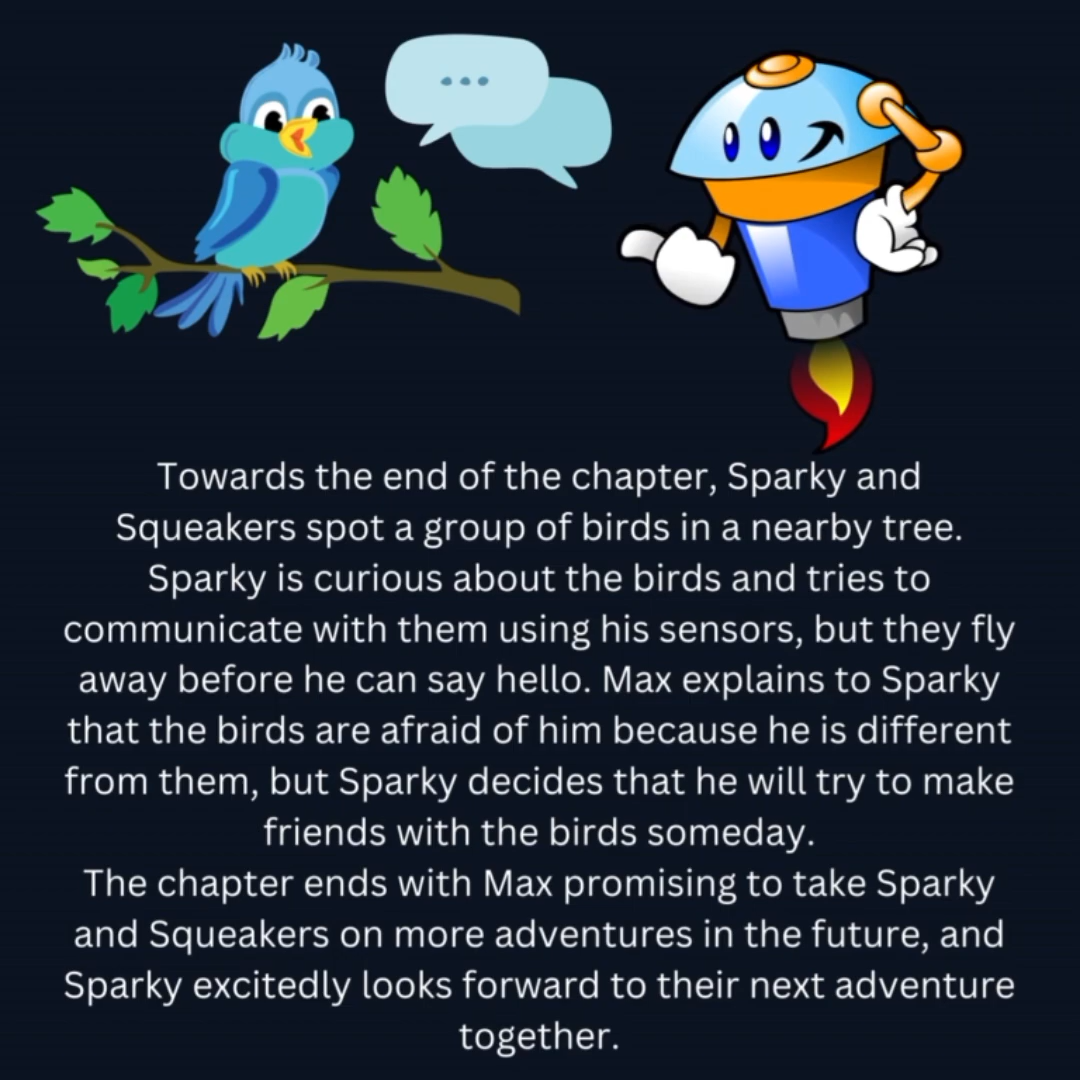 Towards the end of the chapter, Sparky and
Squeakers spot a group of birds in a nearby tree.
Sparky is curious about the birds and tries to
communicate with them using his sensors, but they fly
away before he can say hello. Max explains to Sparky
that the birds are afraid of him because he is different
from them, but Sparky decides that he will try to make
friends with the birds someday.
The chapter ends with Max promising to take Sparky
and Squeakers on more adventures in the future, and
Sparky excitedly looks forward to their next adventure
together.